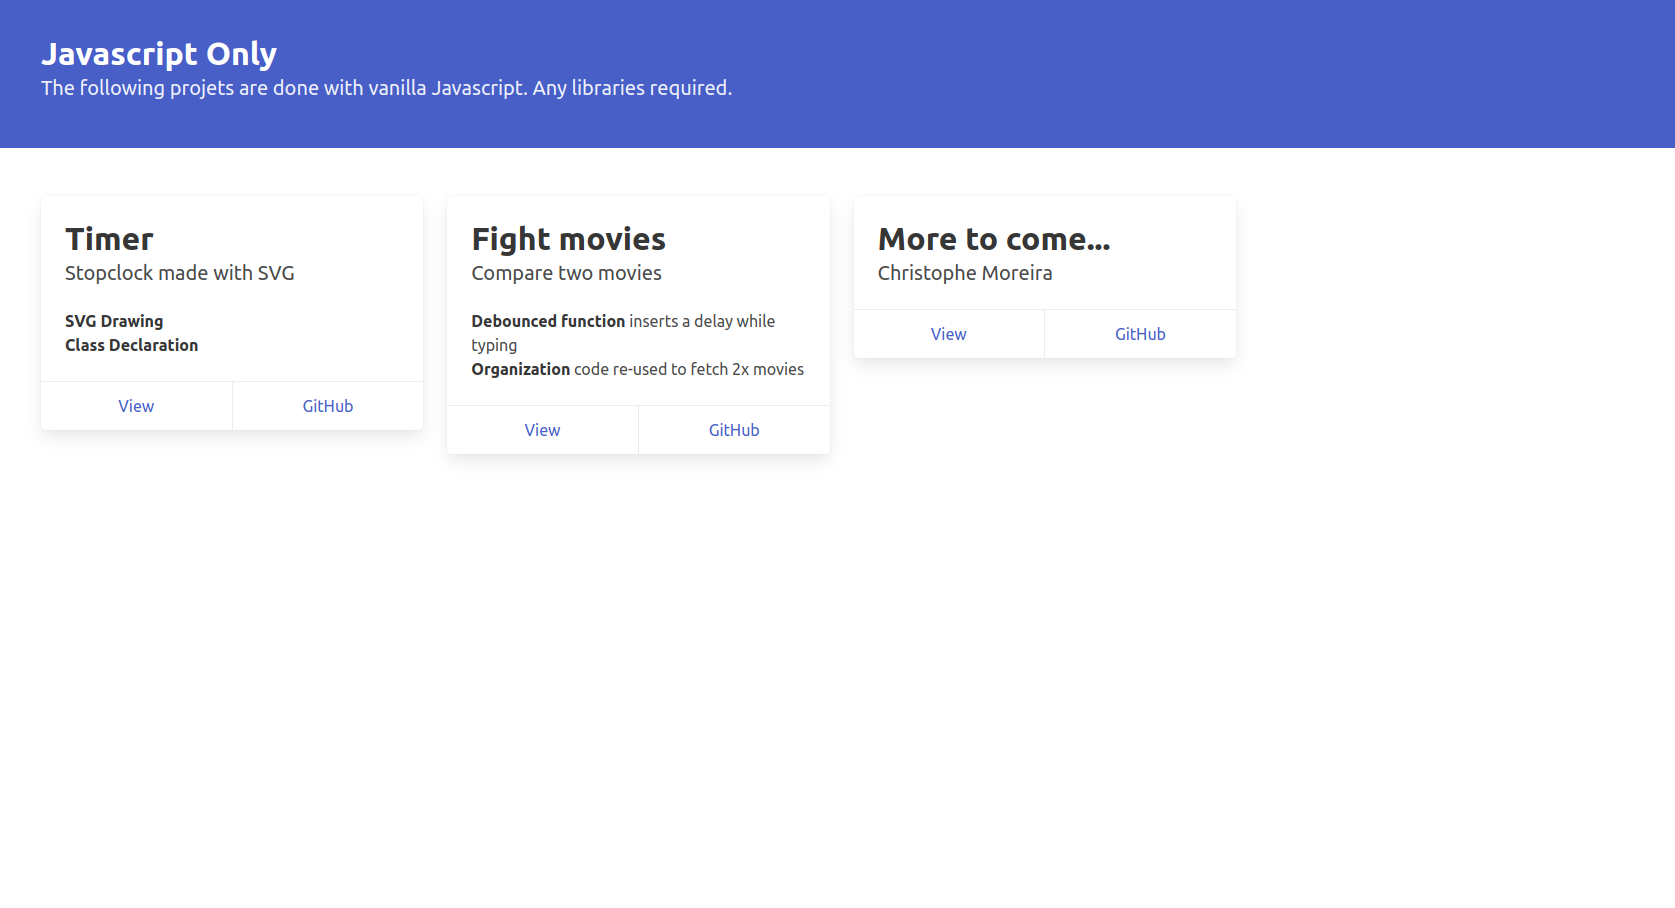 Javascript Only
The following projets are done with vanilla Javascript. Any libraries required.
Timer
Stopclock made with SVG
SVG Drawing
Class Declaration
View
GitHub
Fight movies
Compare two movies
Debounced function inserts a delay while
typing
Organization code re-used to fetch 2x movies
View
GitHub
More to come...
Christophe Moreira
View
GitHub